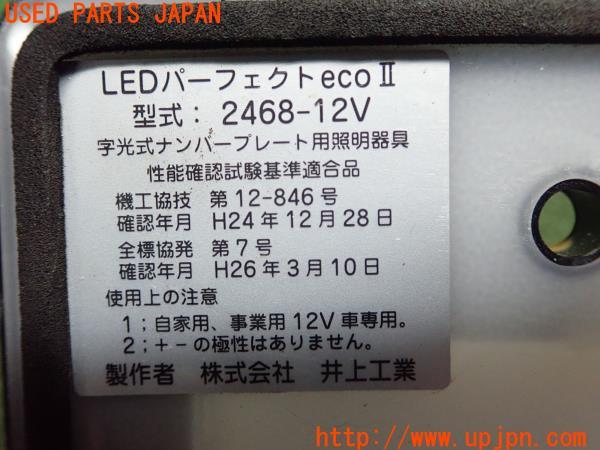 USED PARTS JAPAN
LEDパーフェクトecoⅡ
型式：2468-12V
字光式ナンバープレート用照明器具
性能確認試験基準適合品
機工協技 第12-846号
確認年月 H24年12月28日
全標協発 第7号
確認年月 H26年3月10日
使用上の注意
1；自家用、事業用12V車専用。
2；＋－の極性はありません。
製作者 株式会社 井上工業
http://www.upjpn.com/